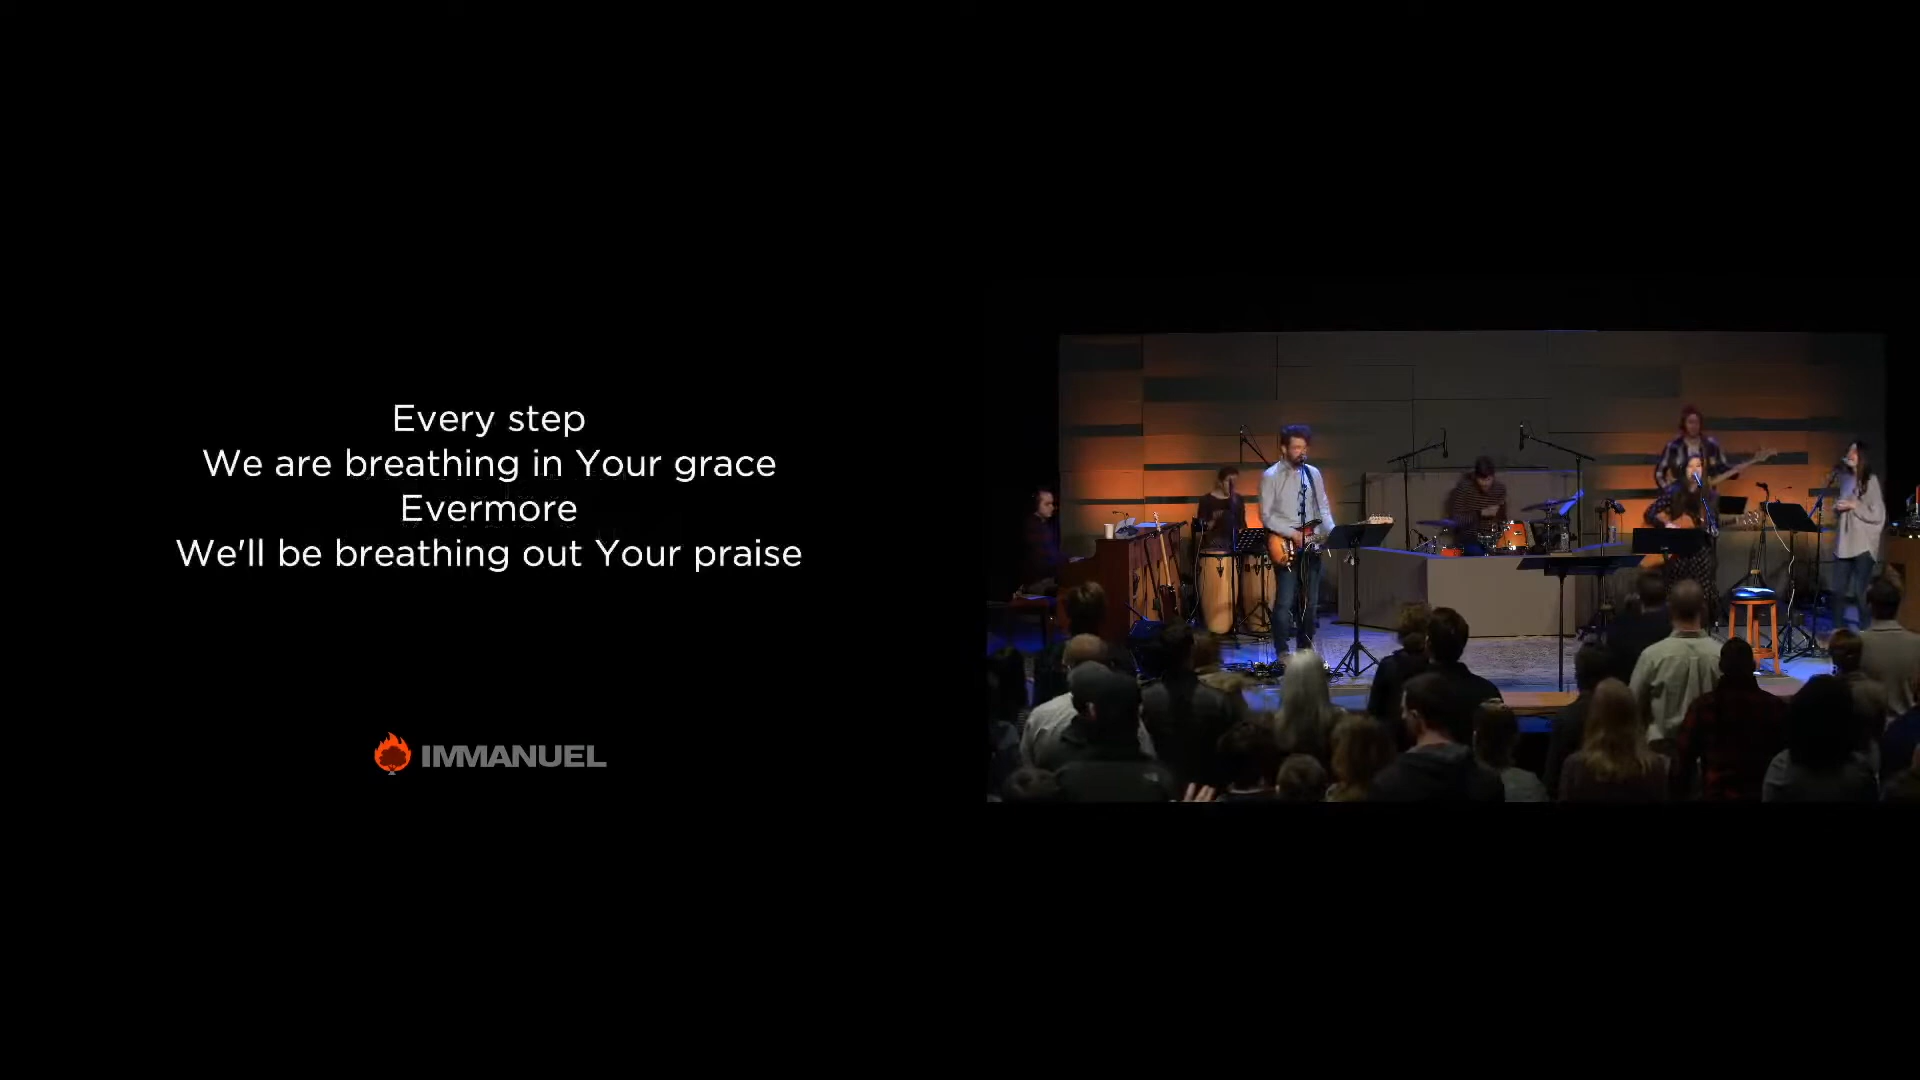 Every step
We are breathing in Your grace
Evermore
We'll be breathing out Your praise
IMMANUEL